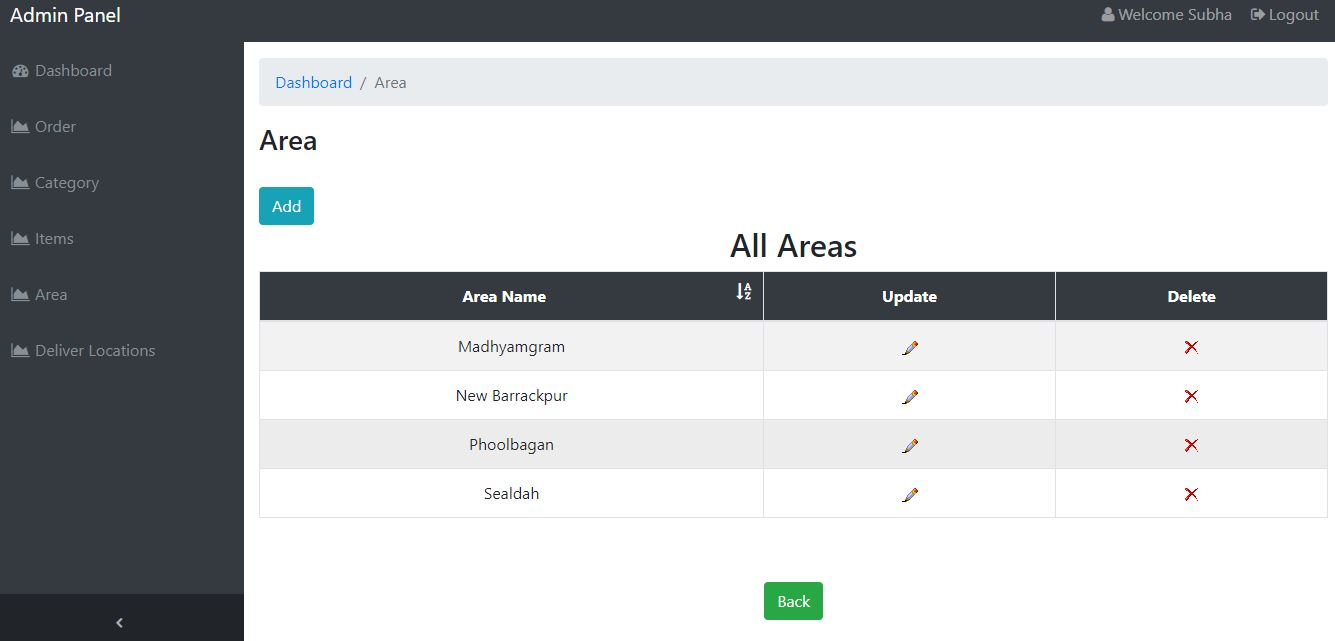 Admin Panel
Welcome Subha
Logout
Dashboard
Order
Category
Items
Area
Deliver Locations
Dashboard / Area
Area
Add
All Areas
Area Name Update Delete
Madhyamgram
New Barrackpur
Phoolbagan
Sealdah
Back